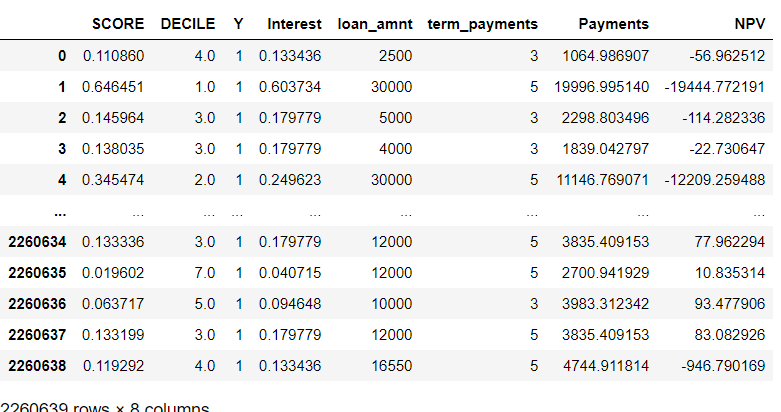 SCORE DECILE Y Interest loan_amnt term_payments Payments NPV
0 0.110860 4.0 1 0.133436 2500 3 1064.986907 -56.962512
1 0.646451 1.0 1 0.603734 30000 5 19996.995140 -19444.772191
2 0.145964 3.0 1 0.179779 5000 3 2298.803496 -114.282336
3 0.138035 3.0 1 0.179779 4000 3 1839.042797 -22.730647
4 0.345474 2.0 1 0.249623 30000 5 11146.769071 -12209.259488
... ... ... ... ... ... ... ... ...
2260634 0.133336 3.0 1 0.179779 12000 5 3835.409153 77.962294
2260635 0.019602 7.0 1 0.040715 12000 5 2700.941929 10.835314
2260636 0.063717 5.0 1 0.094648 10000 3 3983.312342 93.477906
2260637 0.133199 3.0 1 0.179779 12000 5 3835.409153 83.082926
2260638 0.119292 4.0 1 0.133436 16550 5 4744.911814 -946.790169
2260639 rows × 8 columns